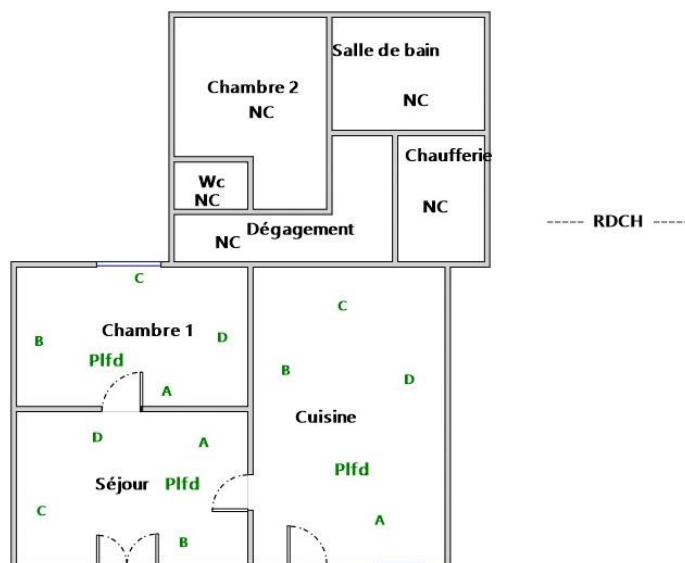 Salle de bain
Chambre 2
NC
NC
Chaufferie
Wc
NC
NC
Dégagement
NC
----- RDCH -----
C
C
Chambre 1
B
D
Plfd
A
B
D
Cuisine
D
A
Séjour
Plfd
Plfd
C
B
A